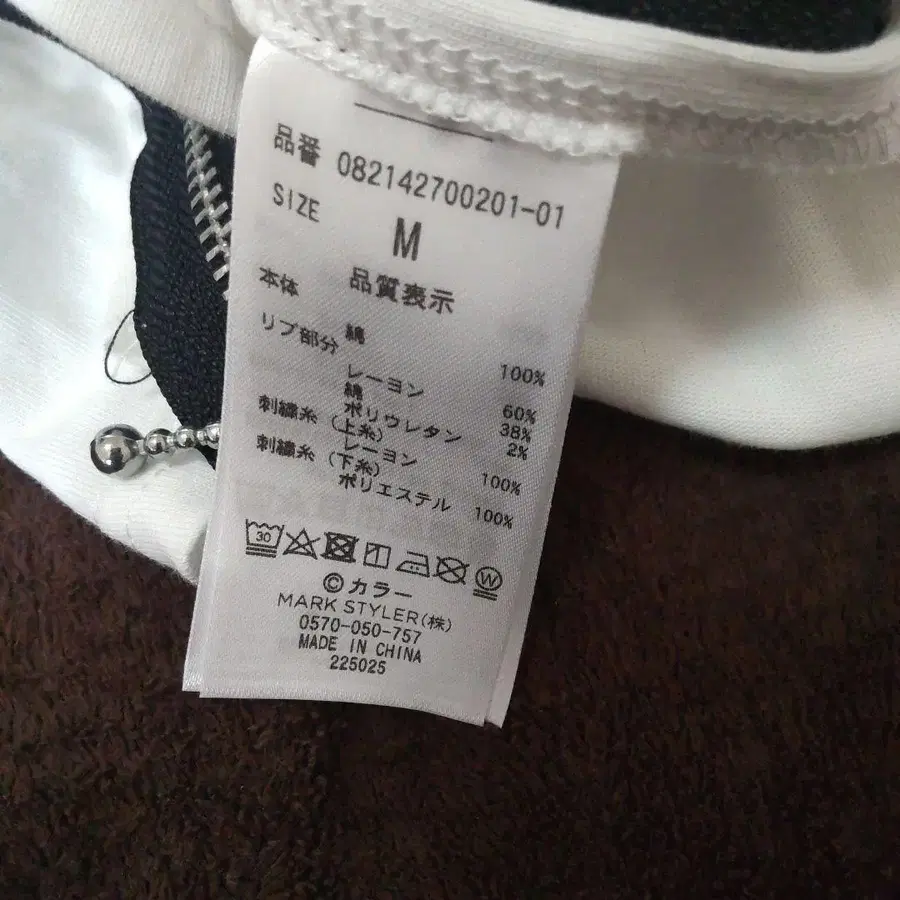 品番 082142700201-01
SIZE M
品質表示
本体 綿 100%
リブ部分 レーヨン 60%
綿 38%
ポリウレタン 2%
刺繍糸(上糸) レーヨン 100%
刺繍糸(下糸) ポリエステル 100%
30
W
©カラー
MARK STYLER(株)
0570-050-757
MADE IN CHINA
225025